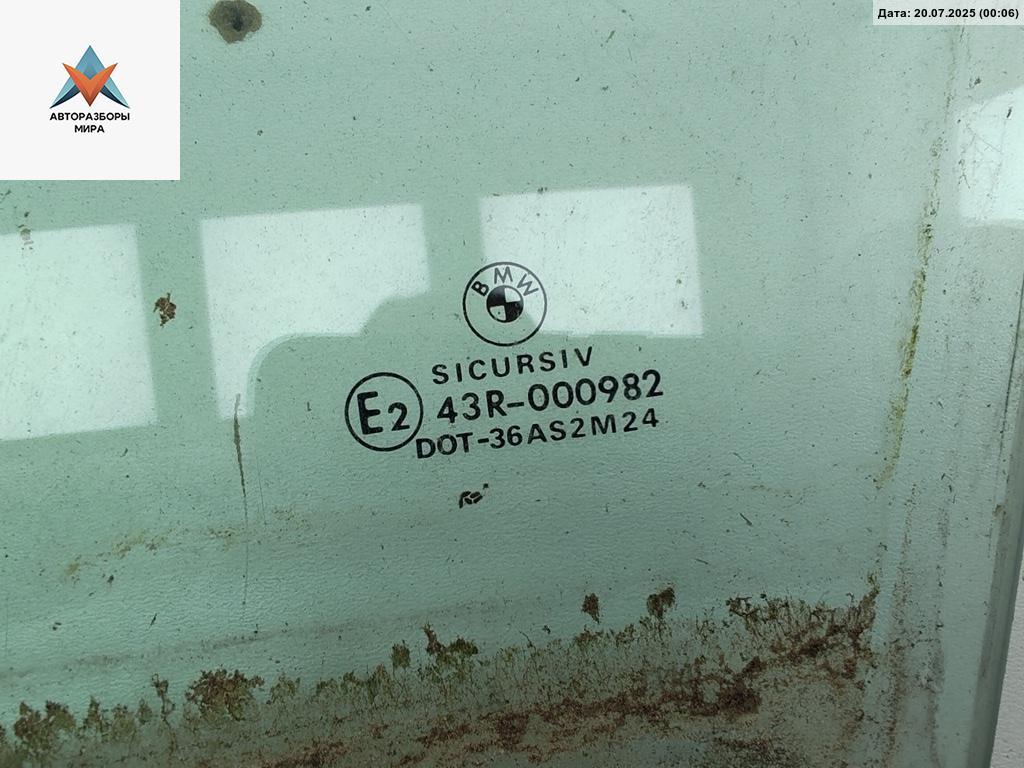 Дата: 20.07.2025 (00:06)
АВТОРАЗБОРЫ
МИРА
BMW
SICURSIV
E2 43R-000982
DOT-36AS2M24